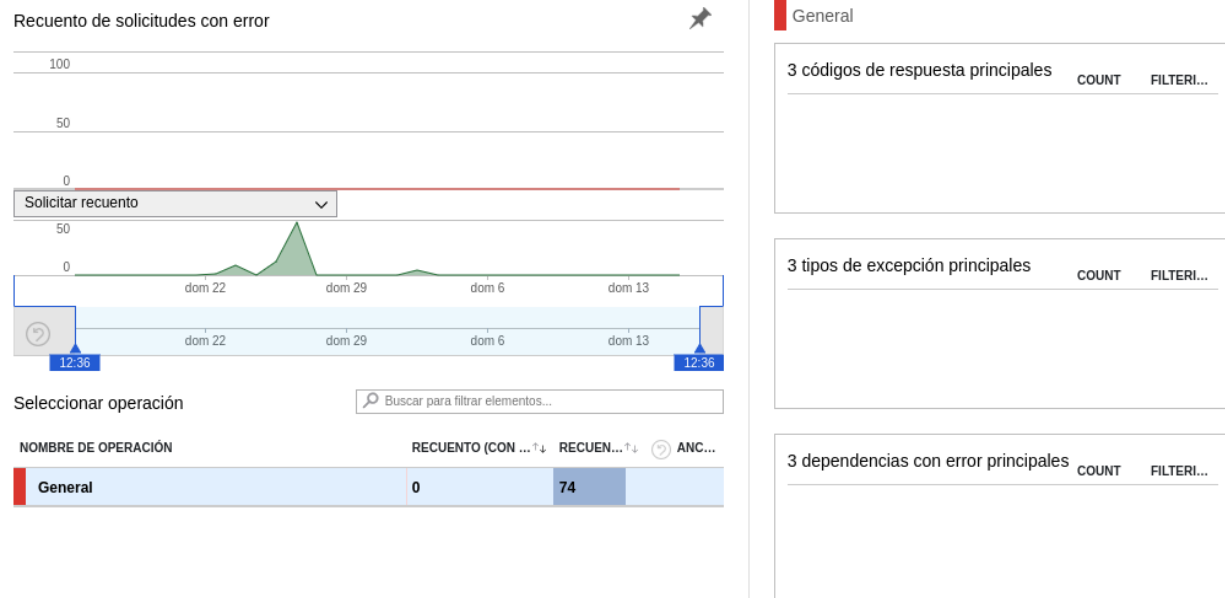 Recuento de solicitudes con error
100
50
0
Solicitar recuento
50
0
dom 22 dom 29 dom 6 dom 13
dom 22 dom 29 dom 6 dom 13
12:36 12:36
Seleccionar operación
Buscar para filtrar elementos...
NOMBRE DE OPERACIÓN RECUENTO (CON ...↑↓ RECUEN...↑↓ ANC...
General 0 74
General
3 códigos de respuesta principales COUNT FILTERI...
3 tipos de excepción principales COUNT FILTERI...
3 dependencias con error principales COUNT FILTERI...